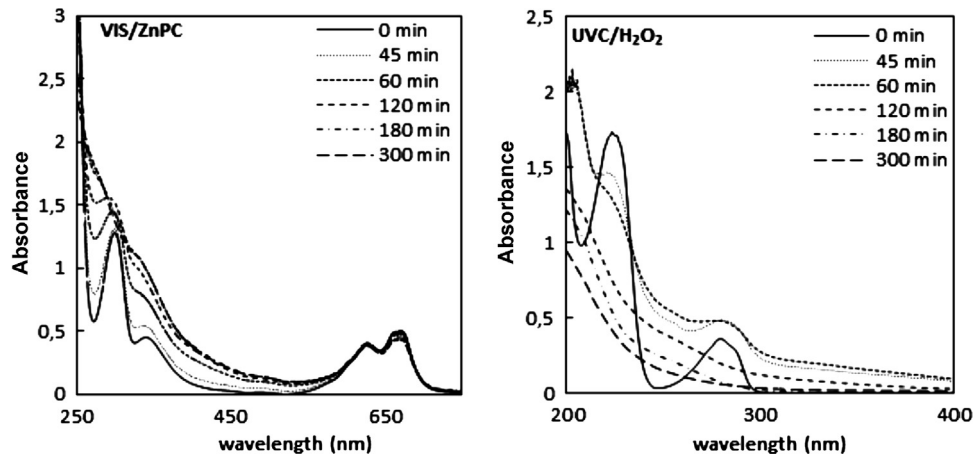 VIS/ZnPC
0 min
45 min
60 min
120 min
180 min
300 min
3
2,5
2
1,5
1
0,5
0
Absorbance
250
450
650
wavelength (nm)
UVC/H₂O₂
0 min
45 min
60 min
120 min
180 min
300 min
2,5
2
1,5
1
0,5
0
Absorbance
200
300
400
wavelength (nm)